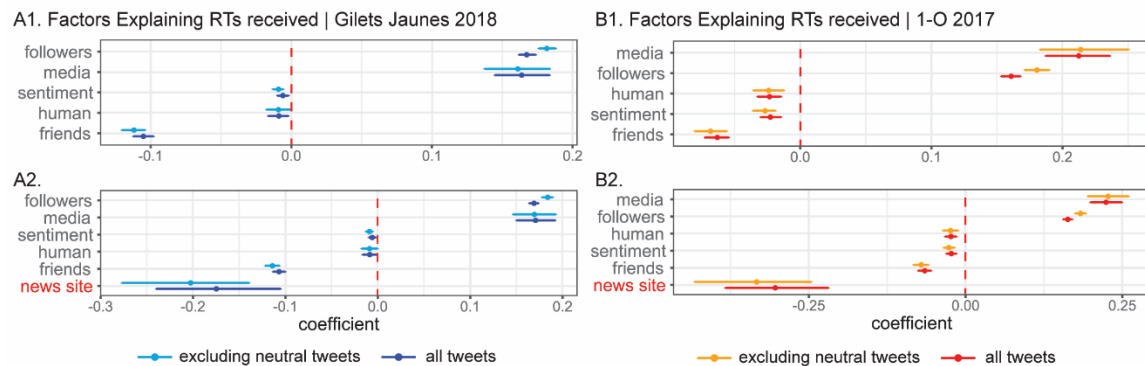 A1. Factors Explaining RTs received | Gilets Jaunes 2018
followers
media
sentiment
human
friends
-0.1
0.0
0.1
0.2
A2.
followers
media
sentiment
human
friends
news site
-0.3
-0.2
-0.1
0.0
0.1
0.2
coefficient
excluding neutral tweets
all tweets
B1. Factors Explaining RTs received | 1-O 2017
media
followers
human
sentiment
friends
0.0
0.1
0.2
B2.
media
followers
human
sentiment
friends
news site
-0.25
0.00
0.25
coefficient
excluding neutral tweets
all tweets